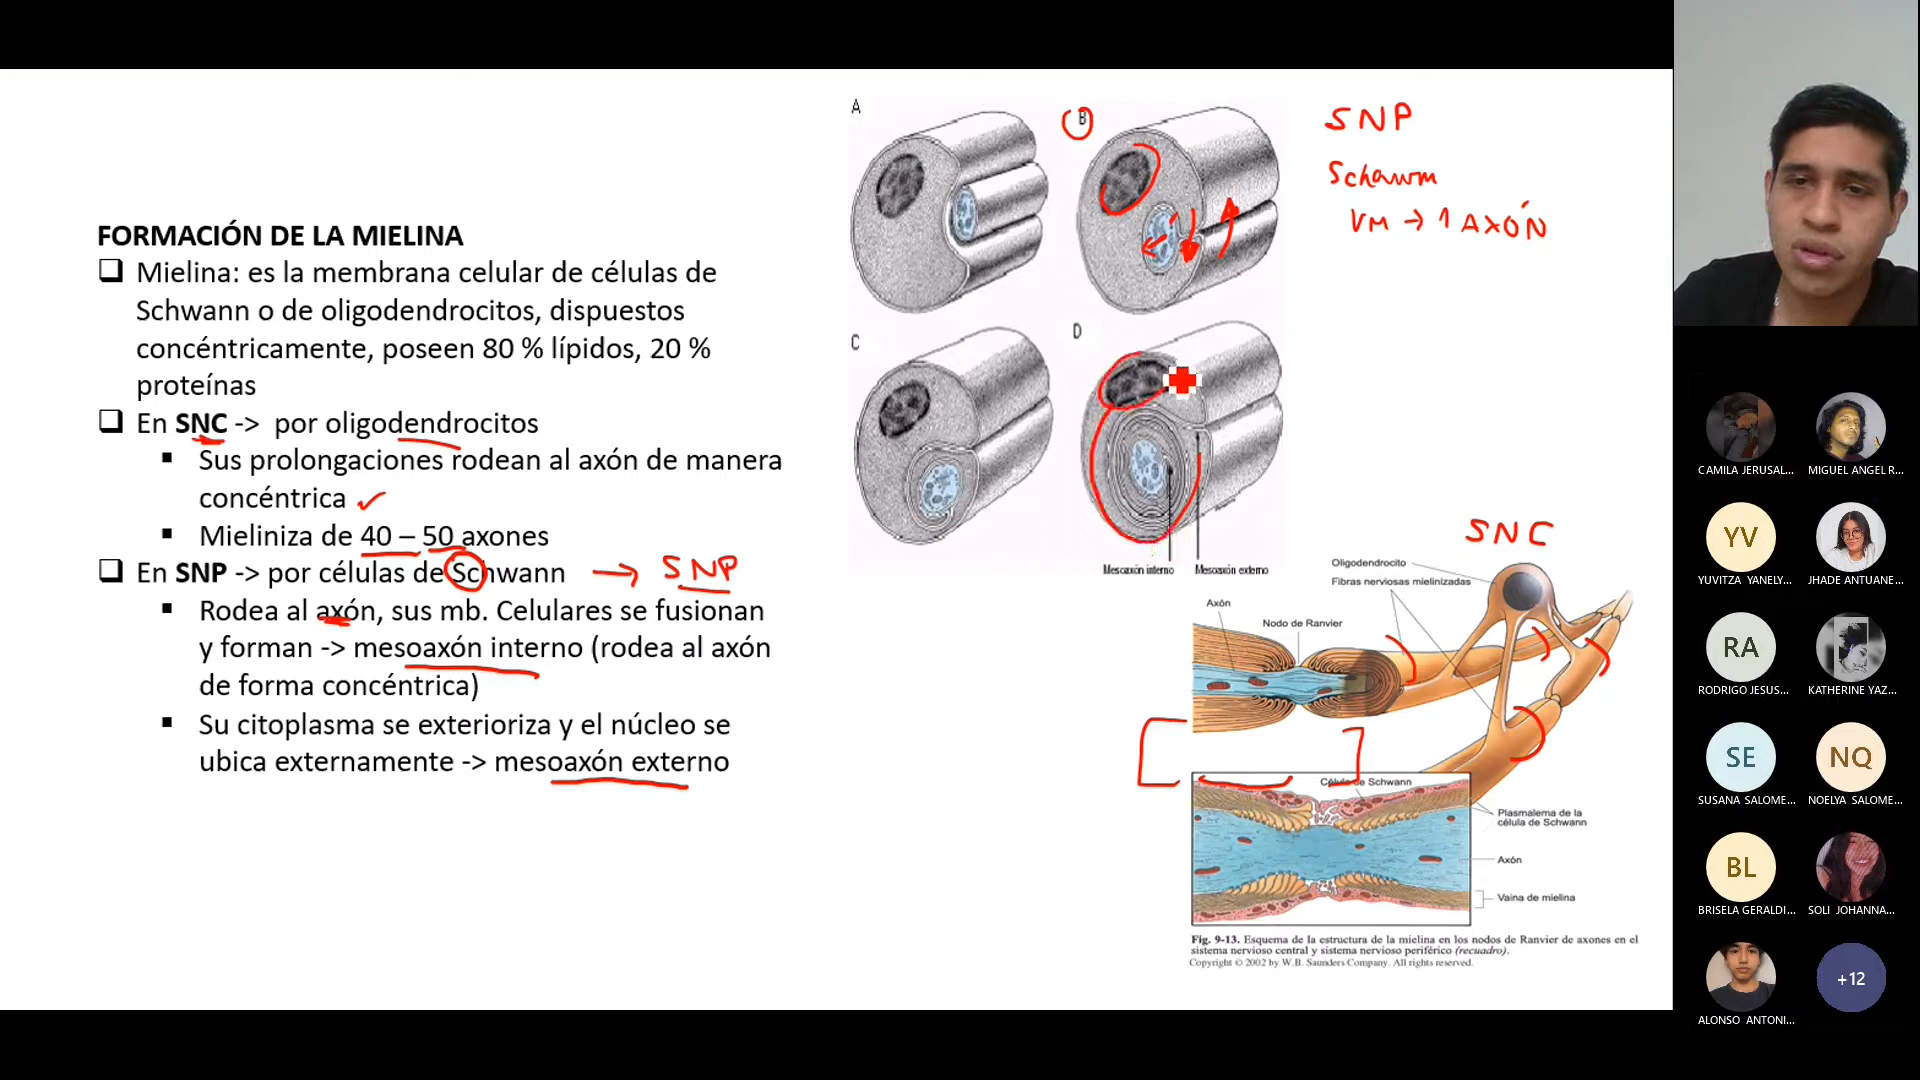 FORMACIÓN DE LA MIELINA
Mielina: es la membrana celular de células de
Schwann o de oligodendrocitos, dispuestos
concéntricamente, poseen 80 % lípidos, 20 %
proteínas
En SNC -> por oligodendrocitos
Sus prolongaciones rodean al axón de manera
concéntrica
Mieliniza de 40 – 50 axones
En SNP -> por células de Schwann → SNP
Rodea al axón, sus mb. Celulares se fusionan
y forman -> mesoaxón interno (rodea al axón
de forma concéntrica)
Su citoplasma se exterioriza y el núcleo se
ubica externamente -> mesoaxón externo
A
B
C
D
Mesoaxón interno
Mesoaxón externo
SNP
Schawm
VM → 1 AXÓN
SNC
Oligodendrocito
Fibras nerviosas mielinizadas
Axón
Nodo de Ranvier
Célula de Schwann
Plasmalema de la
célula de Schwann
Axón
Vaina de mielina
Fig. 9-13. Esquema de la estructura de la mielina en los nodos de Ranvier de axones en el
sistema nervioso central y sistema nervioso periférico (recuadro).
Copyright © 2002 by W.B. Saunders Company. All rights reserved.
CAMILA JERUSAL...
MIGUEL ANGEL R...
YV
YUVITZA YANELY...
JHADE ANTUANE...
RA
RODRIGO JESUS...
KATHERINE YAZ...
SE
SUSANA SALOME...
NQ
NOELYA SALOME...
BL
BRISELA GERALDI...
SOLI JOHANNA...
ALONSO ANTONI...
+12